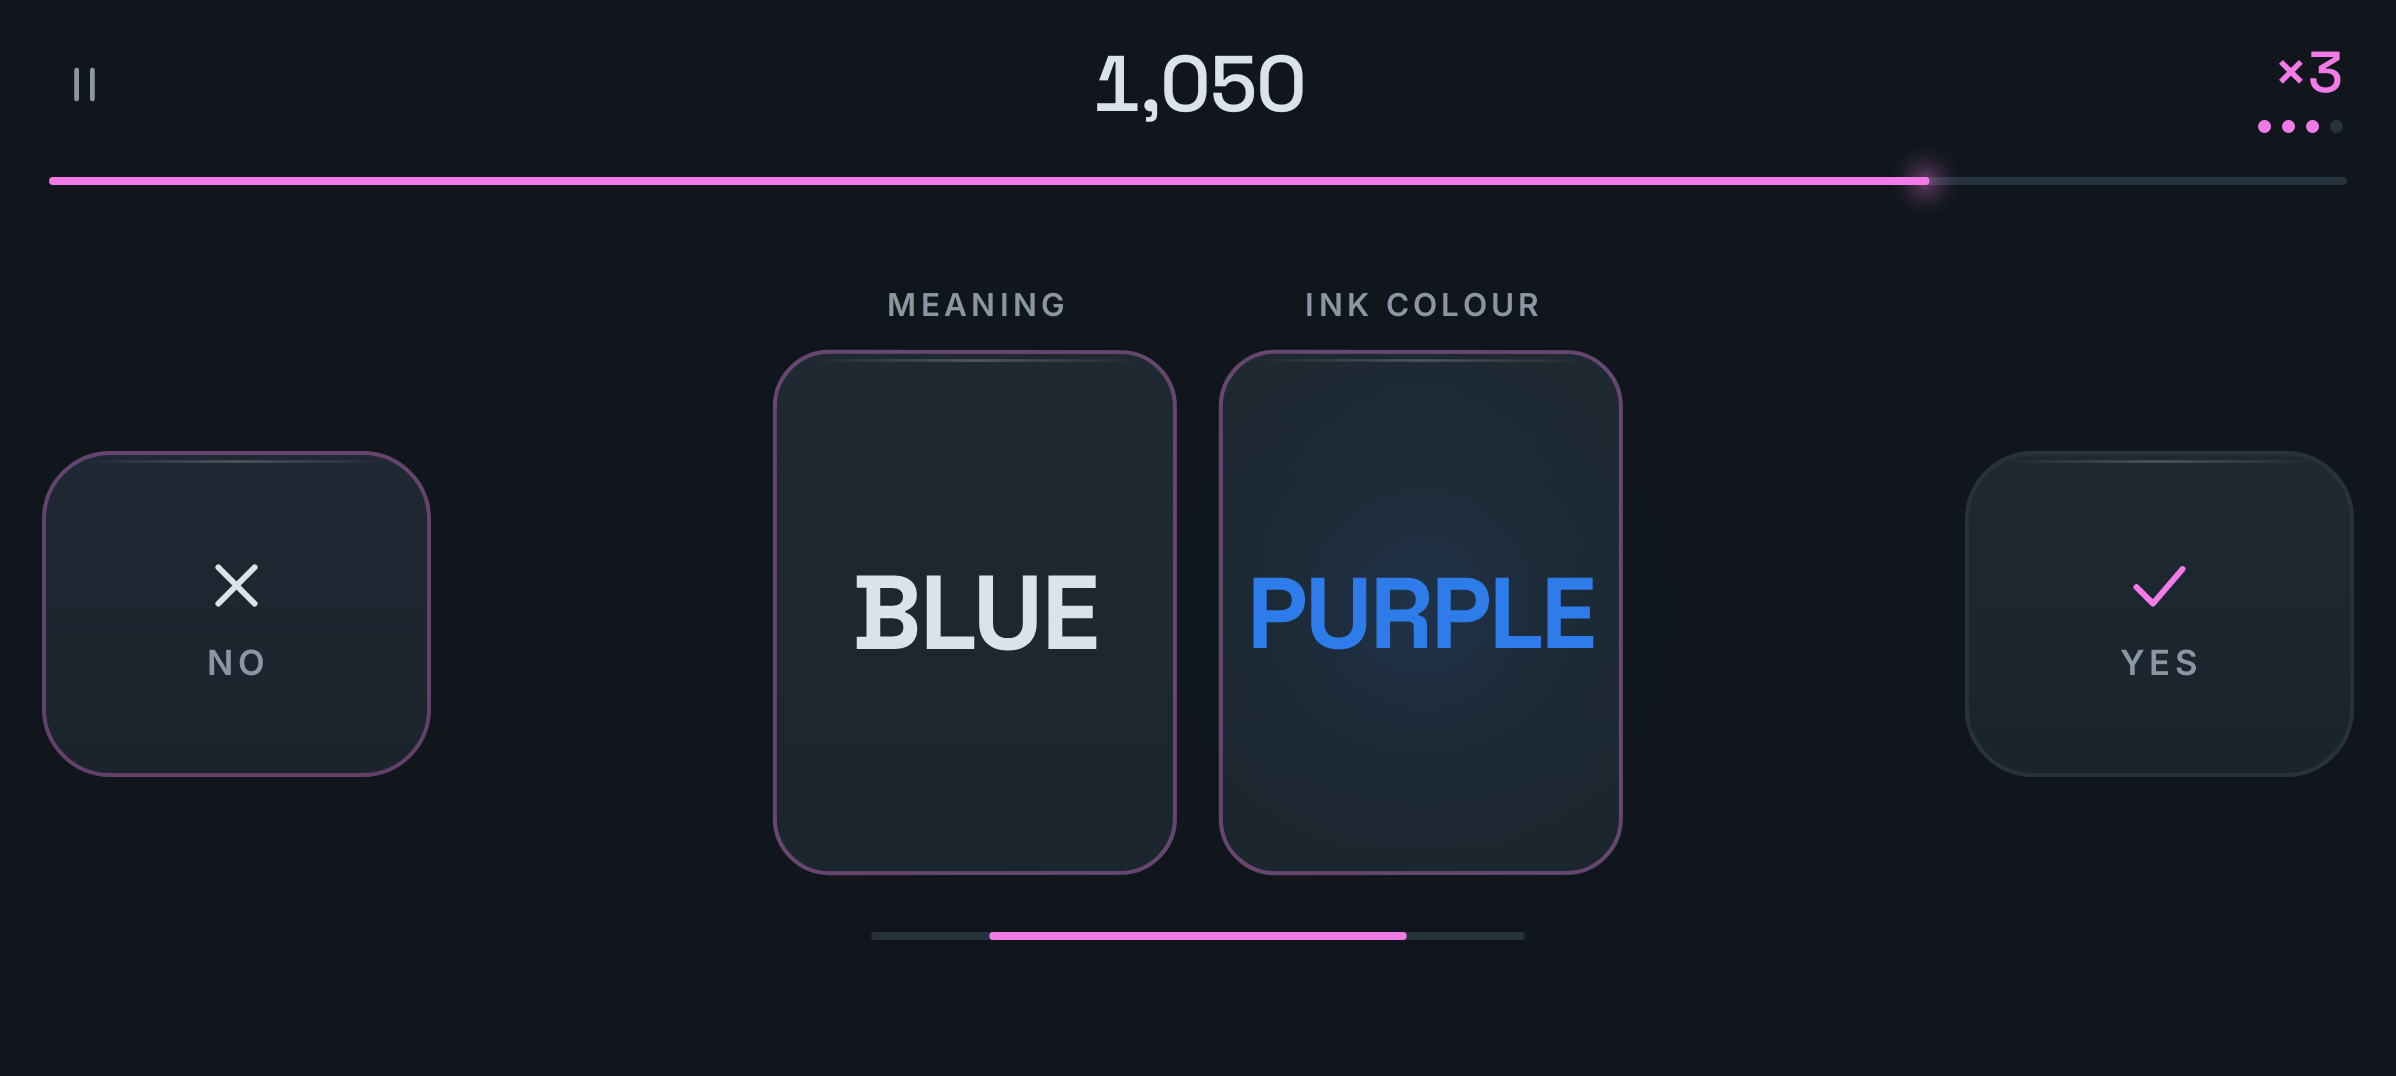 1,050
×3
MEANING
INK COLOUR
BLUE
PURPLE
NO
YES